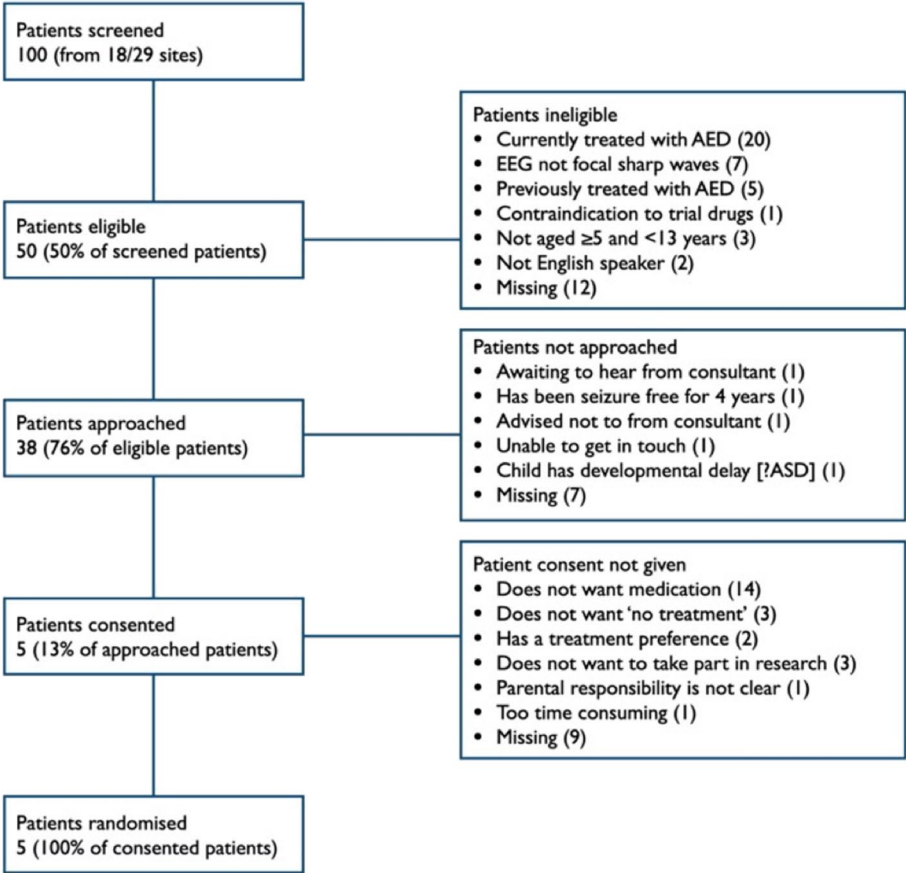 Patients screened
100 (from 18/29 sites)
Patients ineligible
• Currently treated with AED (20)
• EEG not focal sharp waves (7)
• Previously treated with AED (5)
• Contraindication to trial drugs (1)
• Not aged ≥5 and <13 years (3)
• Not English speaker (2)
• Missing (12)
Patients eligible
50 (50% of screened patients)
Patients not approached
• Awaiting to hear from consultant (1)
• Has been seizure free for 4 years (1)
• Advised not to from consultant (1)
• Unable to get in touch (1)
• Child has developmental delay [?ASD] (1)
• Missing (7)
Patients approached
38 (76% of eligible patients)
Patient consent not given
• Does not want medication (14)
• Does not want ‘no treatment’ (3)
• Has a treatment preference (2)
• Does not want to take part in research (3)
• Parental responsibility is not clear (1)
• Too time consuming (1)
• Missing (9)
Patients consented
5 (13% of approached patients)
Patients randomised
5 (100% of consented patients)